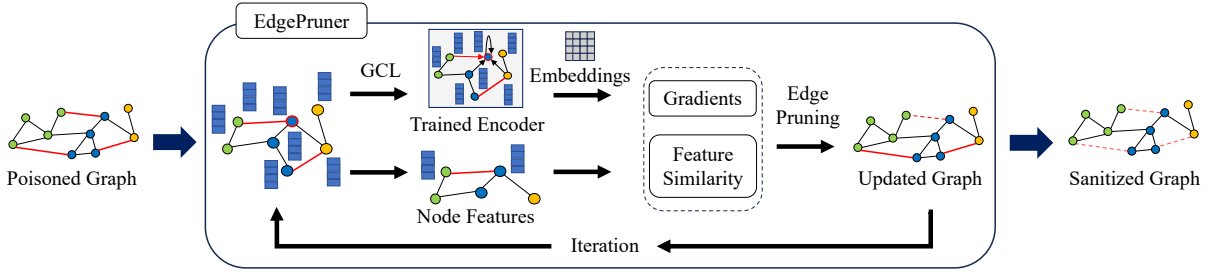 EdgePruner
GCL
Embeddings
Trained Encoder
Gradients
Edge
Pruning
Feature
Similarity
Poisoned Graph
Node Features
Updated Graph
Sanitized Graph
Iteration